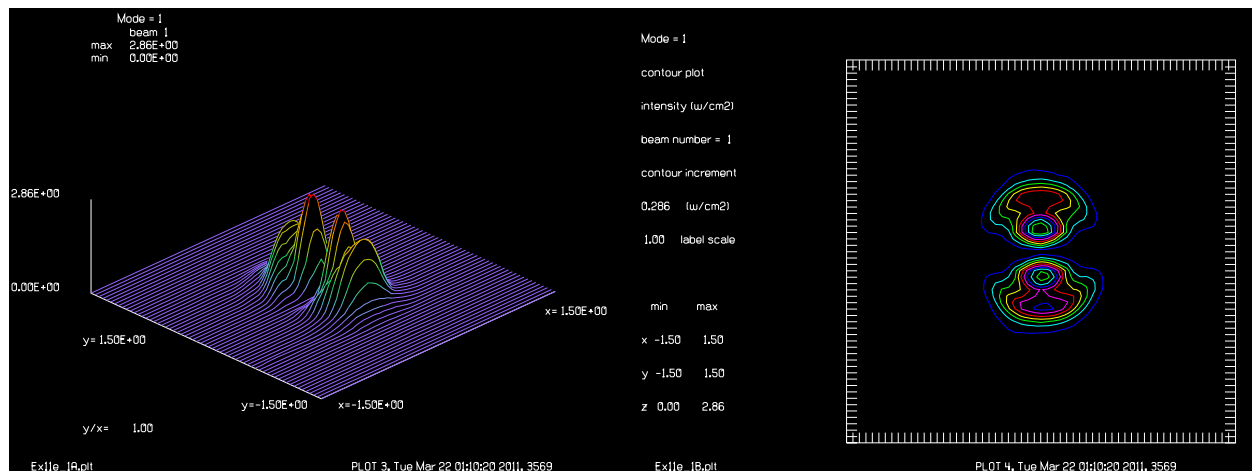 Mode = 1
beam 1
max 2.86E+00
min 0.00E+00
2.86E+00
0.00E+00
x= 1.50E+00
y= 1.50E+00
y=-1.50E+00 x=-1.50E+00
y/x= 1.00
Ex11e_1A.plt PLOT 3, Tue Mar 22 01:10:20 2011, 3569
Mode = 1
contour plot
intensity (w/cm2)
beam number = 1
contour increment
0.286 (w/cm2)
1.00 label scale
min max
x -1.50 1.50
y -1.50 1.50
z 0.00 2.86
Ex11e_1B.plt PLOT 4, Tue Mar 22 01:10:20 2011, 3569